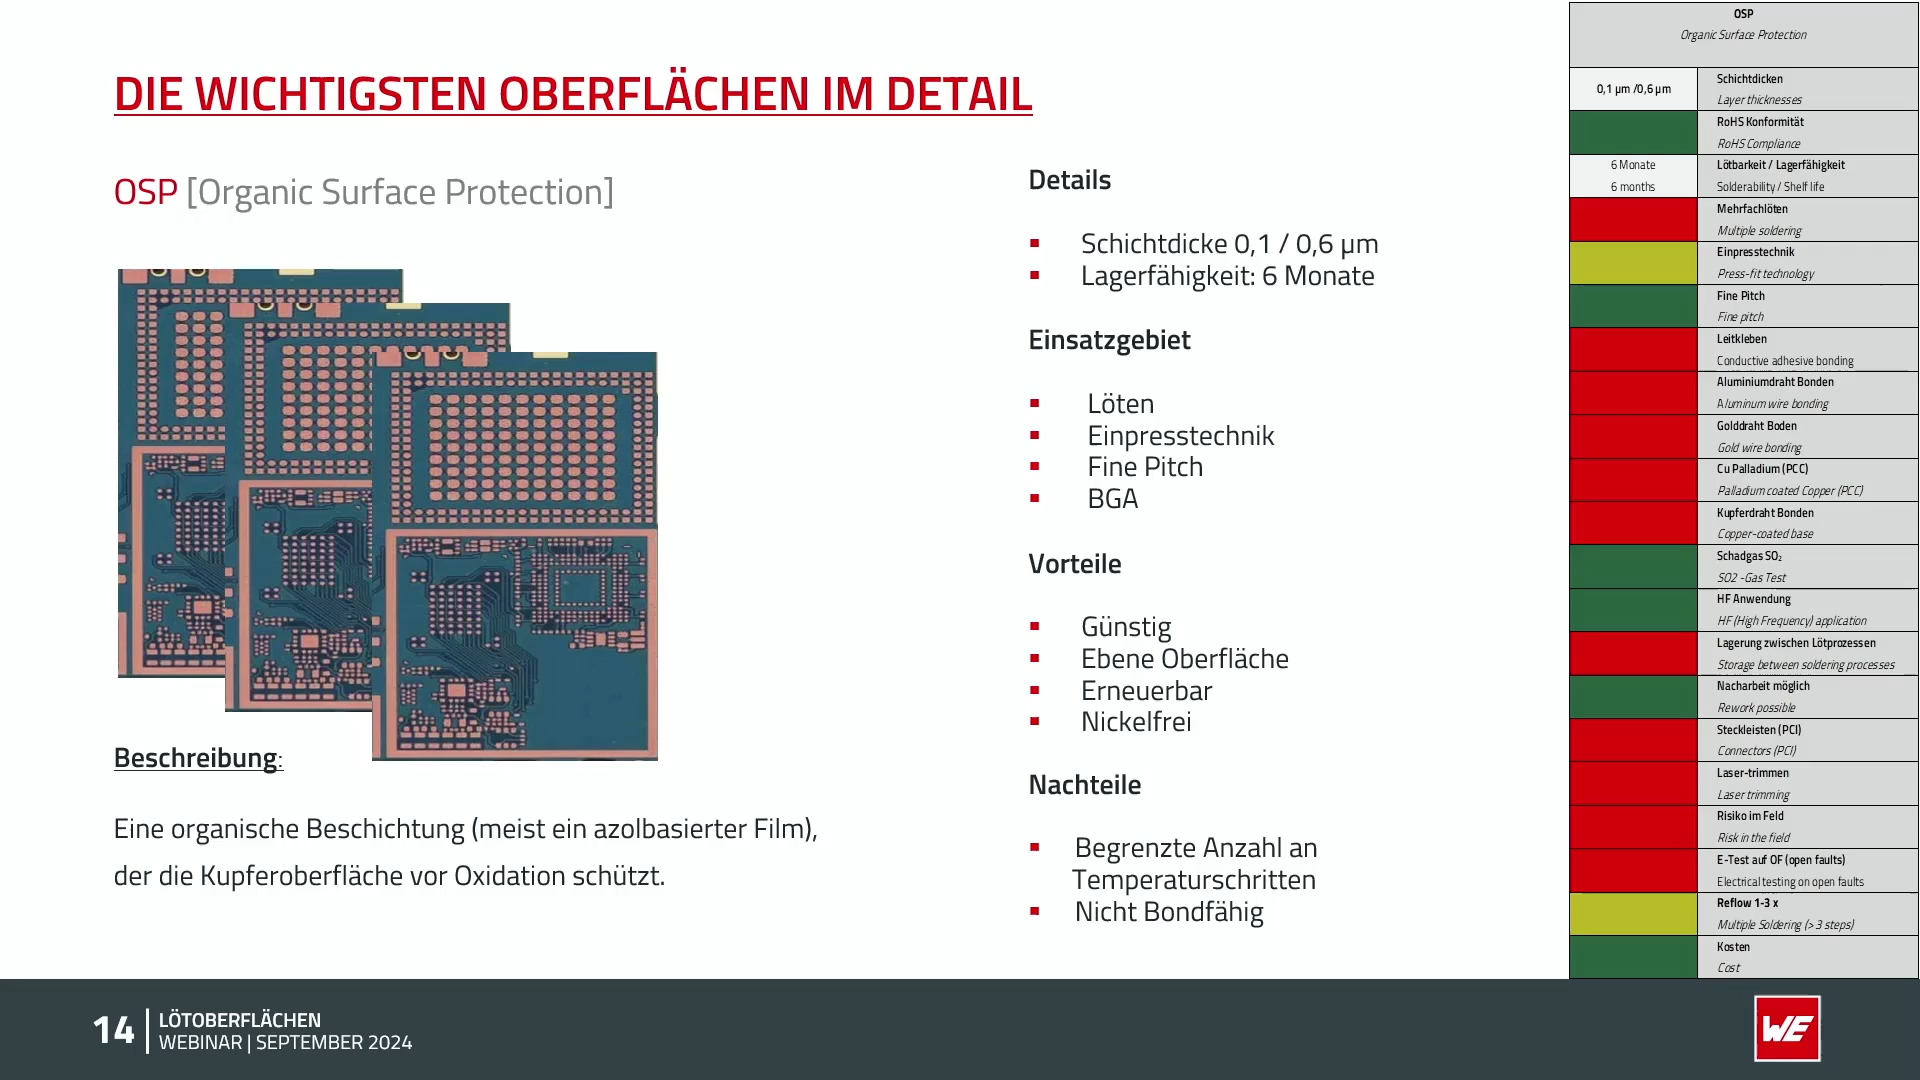 DIE WICHTIGSTEN OBERFLÄCHEN IM DETAIL
OSP [Organic Surface Protection]
Beschreibung:
Eine organische Beschichtung (meist ein azolbasierter Film),
der die Kupferoberfläche vor Oxidation schützt.
Details
Schichtdicke 0,1 / 0,6 µm
Lagerfähigkeit: 6 Monate
Einsatzgebiet
Löten
Einpresstechnik
Fine Pitch
BGA
Vorteile
Günstig
Ebene Oberfläche
Erneuerbar
Nickelfrei
Nachteile
Begrenzte Anzahl an
Temperaturschritten
Nicht Bondfähig
OSP
Organic Surface Protection
0,1 µm /0,6 µm
Schichtdicken
Layer thicknesses
RoHS Konformität
RoHS Compliance
6 Monate
6 months
Lötbarkeit / Lagerfähigkeit
Solderability / Shelf life
Mehrfachlöten
Multiple soldering
Einpresstechnik
Press-fit technology
Fine Pitch
Fine pitch
Leitkleben
Conductive adhesive bonding
Aluminiumdraht Bonden
Aluminum wire bonding
Golddraht Boden
Gold wire bonding
Cu Palladium (PCC)
Palladium coated Copper (PCC)
Kupferdraht Bonden
Copper-coated base
Schadgas SO₂
SO2 -Gas Test
HF Anwendung
HF (High Frequency) application
Lagerung zwischen Lötprozessen
Storage between soldering processes
Nacharbeit möglich
Rework possible
Steckleisten (PCI)
Connectors (PCI)
Laser-trimmen
Laser trimming
Risiko im Feld
Risk in the field
E-Test auf OF (open faults)
Electrical testing on open faults
Reflow 1-3 x
Multiple Soldering (> 3 steps)
Kosten
Cost
14
LÖTOBERFLÄCHEN
WEBINAR | SEPTEMBER 2024
WE